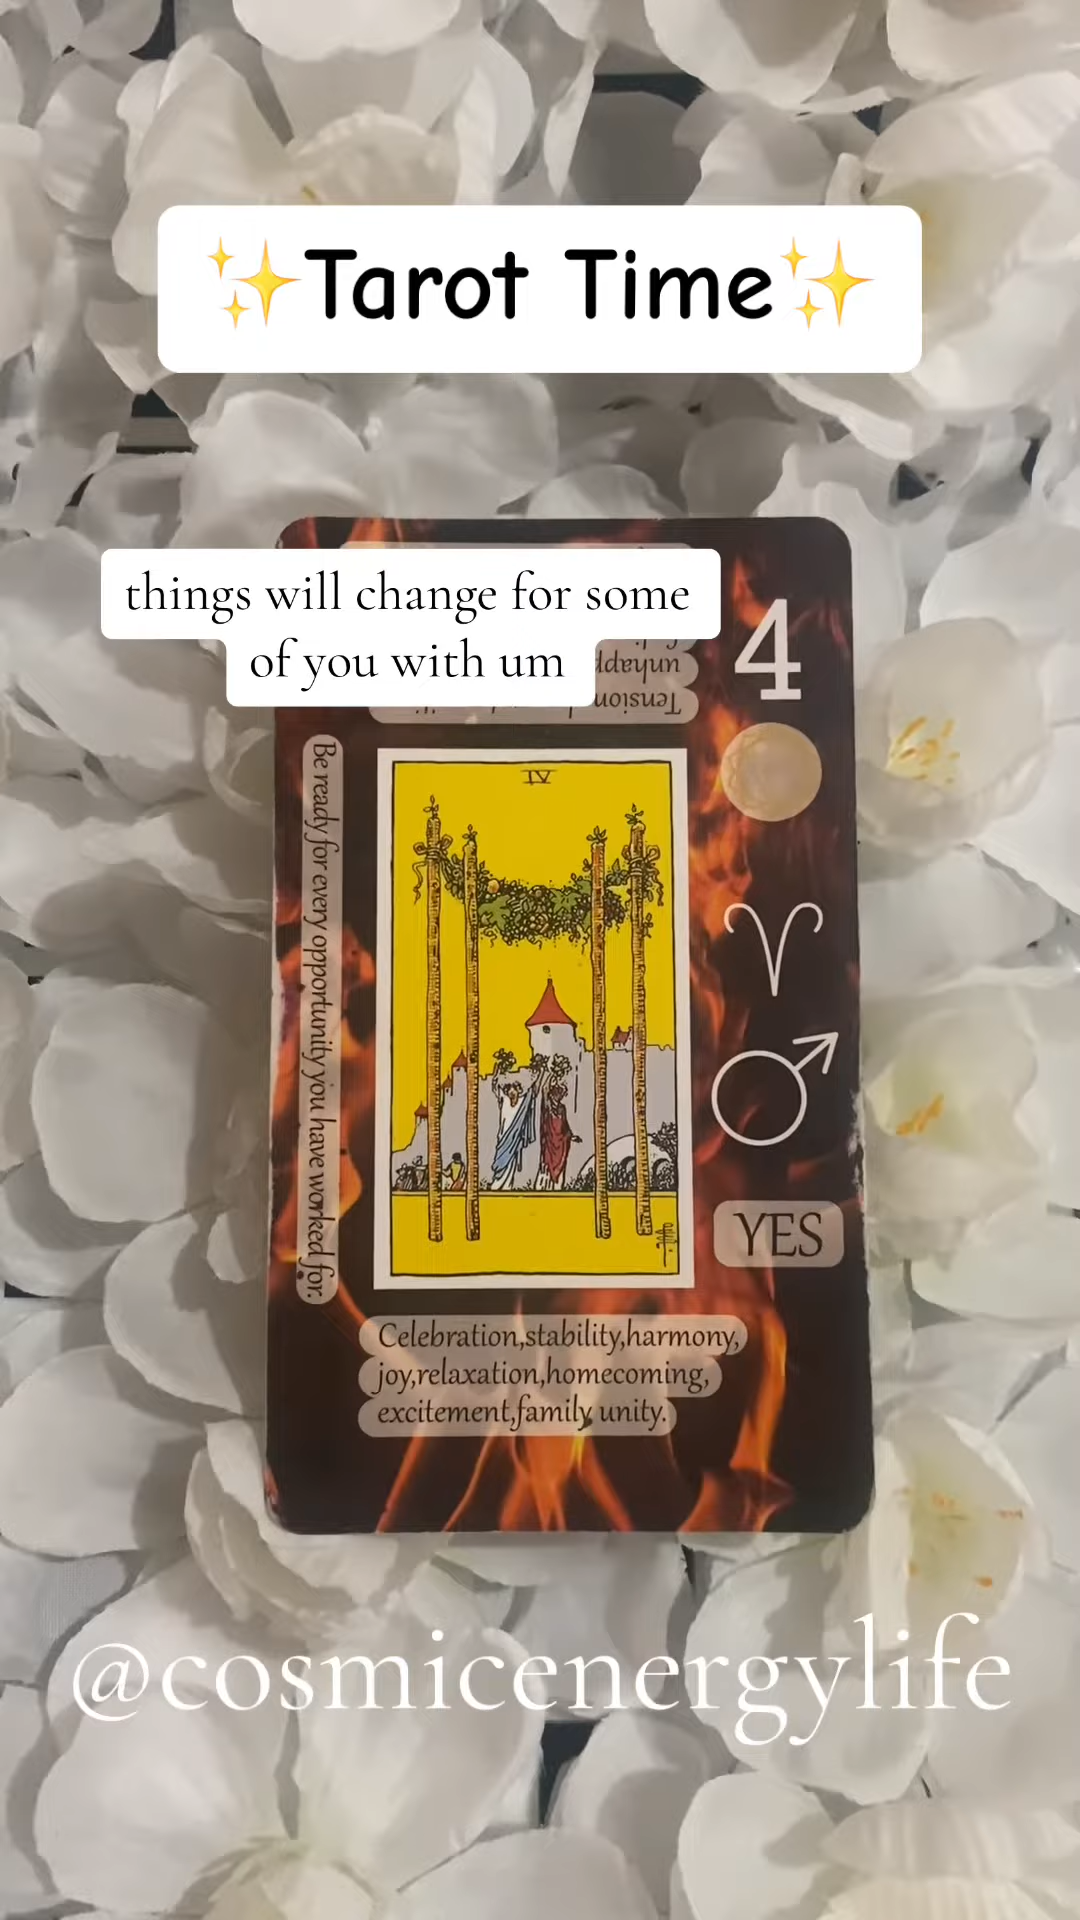 ✨Tarot Time✨
things will change for some
of you with um
4
Tension
IV
Be ready for every opportunity you have worked for.
YES
Celebration,stability,harmony,
joy,relaxation,homecoming,
excitement,family unity.
@cosmicenergylife